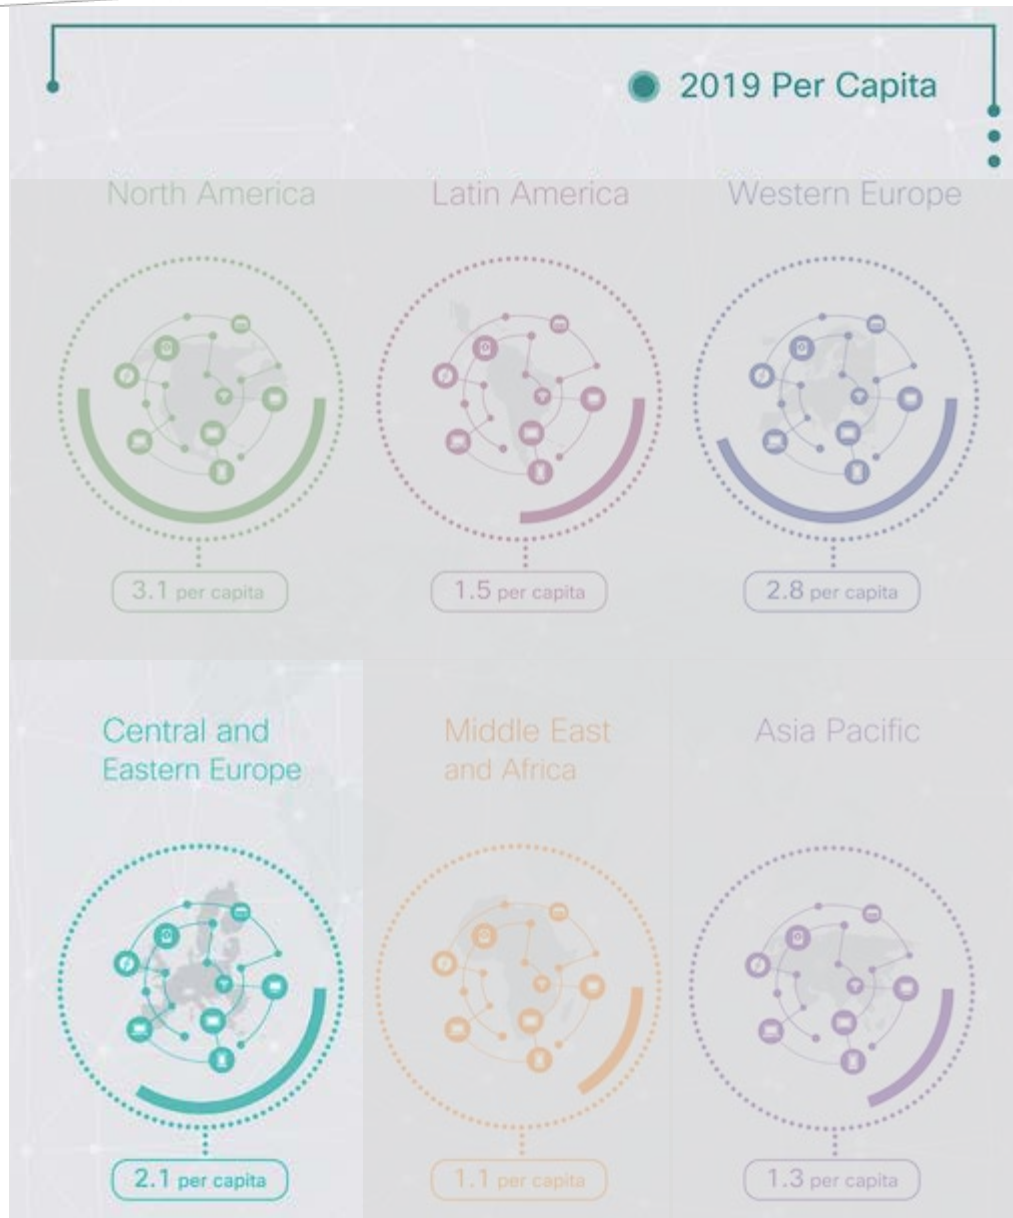 2019 Per Capita
North America
Latin America
Western Europe
3.1 per capita
1.5 per capita
2.8 per capita
Central and
Eastern Europe
Middle East
and Africa
Asia Pacific
2.1 per capita
1.1 per capita
1.3 per capita